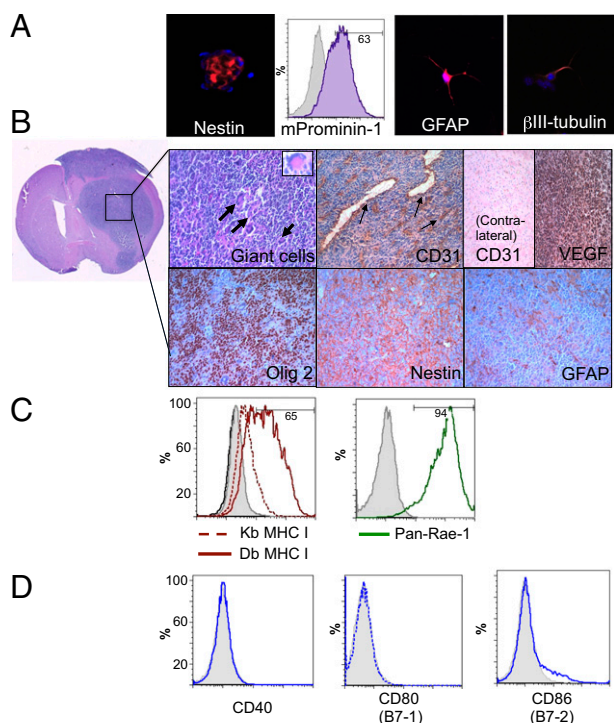 A
Nestin
%
63
mProminin-1
GFAP
βIII-tubulin
B
Giant cells
CD31
(Contra-
lateral)
CD31
VEGF
Olig 2
Nestin
GFAP
C
100
60
20
%
65
Kb MHC I
Db MHC I
%
94
Pan-Rae-1
D
100
60
20
%
CD40
%
CD80
(B7-1)
%
CD86
(B7-2)